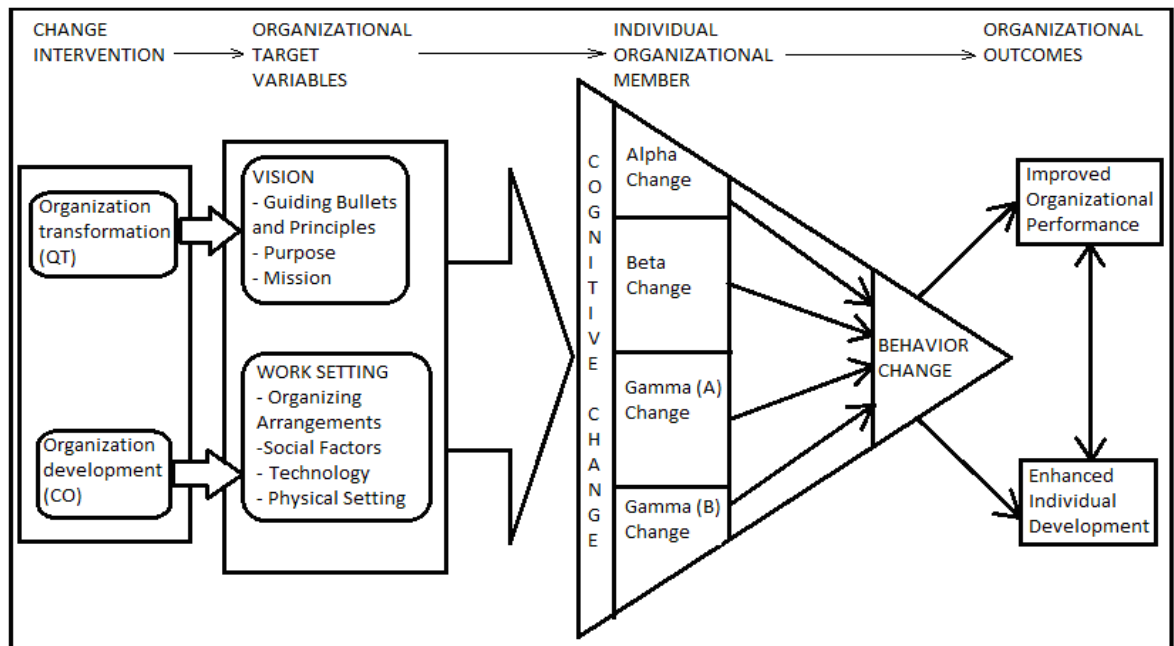 CHANGE
INTERVENTION
ORGANIZATIONAL
TARGET
VARIABLES
INDIVIDUAL
ORGANIZATIONAL
MEMBER
ORGANIZATIONAL
OUTCOMES
Organization
transformation
(QT)
Organization
development
(CO)
VISION
- Guiding Bullets
and Principles
- Purpose
- Mission
WORK SETTING
- Organizing
Arrangements
-Social Factors
- Technology
- Physical Setting
COGNITIVE CHANGE
Alpha
Change
Beta
Change
Gamma (A)
Change
Gamma (B)
Change
BEHAVIOR
CHANGE
Improved
Organizational
Performance
Enhanced
Individual
Development